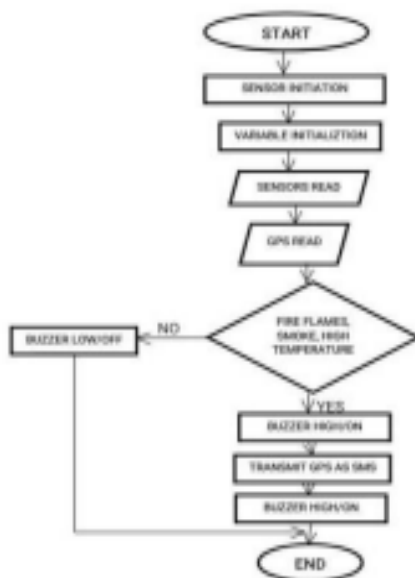 START
SENSOR INITIATION
VARIABLE INITIALIZTION
SENSORS READ
GPS READ
FIRE FLAMES,
SMOKE, HIGH
TEMPERATURE
NO
BUZZER LOW/OFF
YES
BUZZER HIGH/ON
TRANSMIT GPS AS SMS
BUZZER HIGH/ON
END